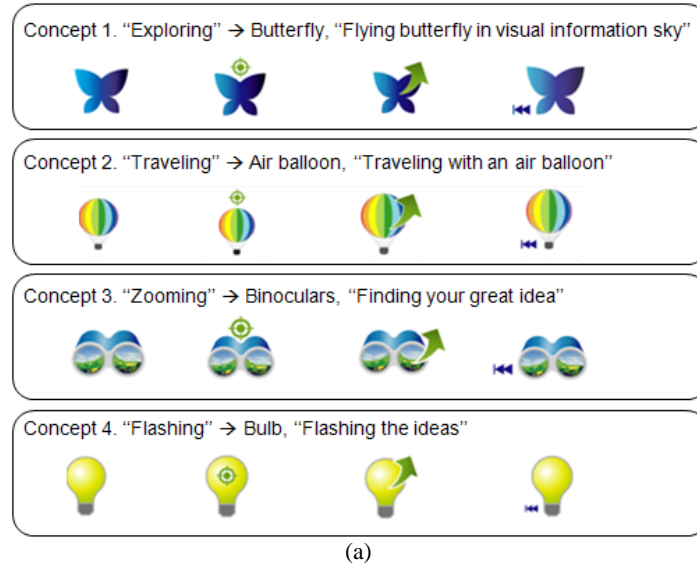 Concept 1. “Exploring” → Butterfly, “Flying butterfly in visual information sky”
Concept 2. “Traveling” → Air balloon, “Traveling with an air balloon”
Concept 3. “Zooming” → Binoculars, “Finding your great idea”
Concept 4. “Flashing” → Bulb, “Flashing the ideas”
(a)